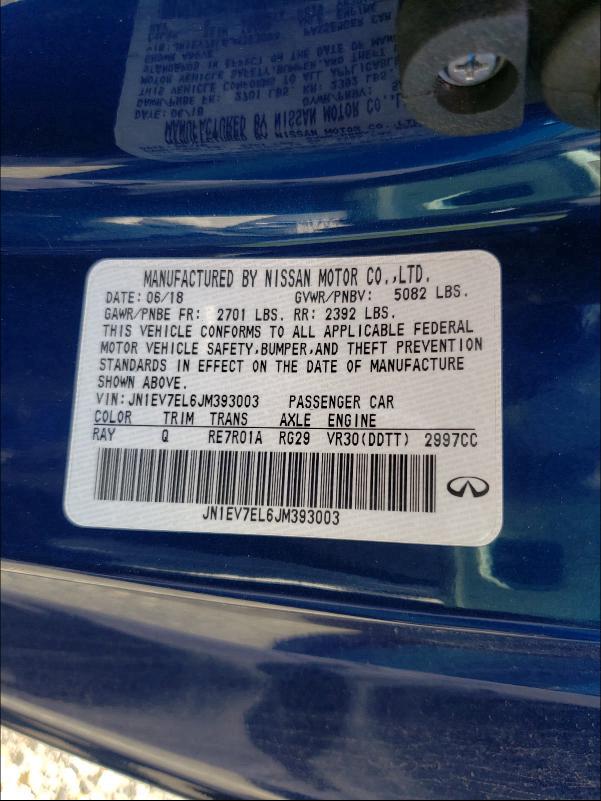 MANUFACTURED BY NISSAN MOTOR CO.,LTD.
DATE: 06/18 GVWR/PNBV: 5082 LBS.
GAWR/PNBE FR: 2701 LBS. RR: 2392 LBS.
THIS VEHICLE CONFORMS TO ALL APPLICABLE FEDERAL
MOTOR VEHICLE SAFETY,BUMPER,AND THEFT PREVENTION
STANDARDS IN EFFECT ON THE DATE OF MANUFACTURE
SHOWN ABOVE.
VIN: JN1EV7EL6JM393003 PASSENGER CAR
COLOR TRIM TRANS AXLE ENGINE
RAY Q RE7R01A RG29 VR30(DDTT) 2997CC
JN1EV7EL6JM393003